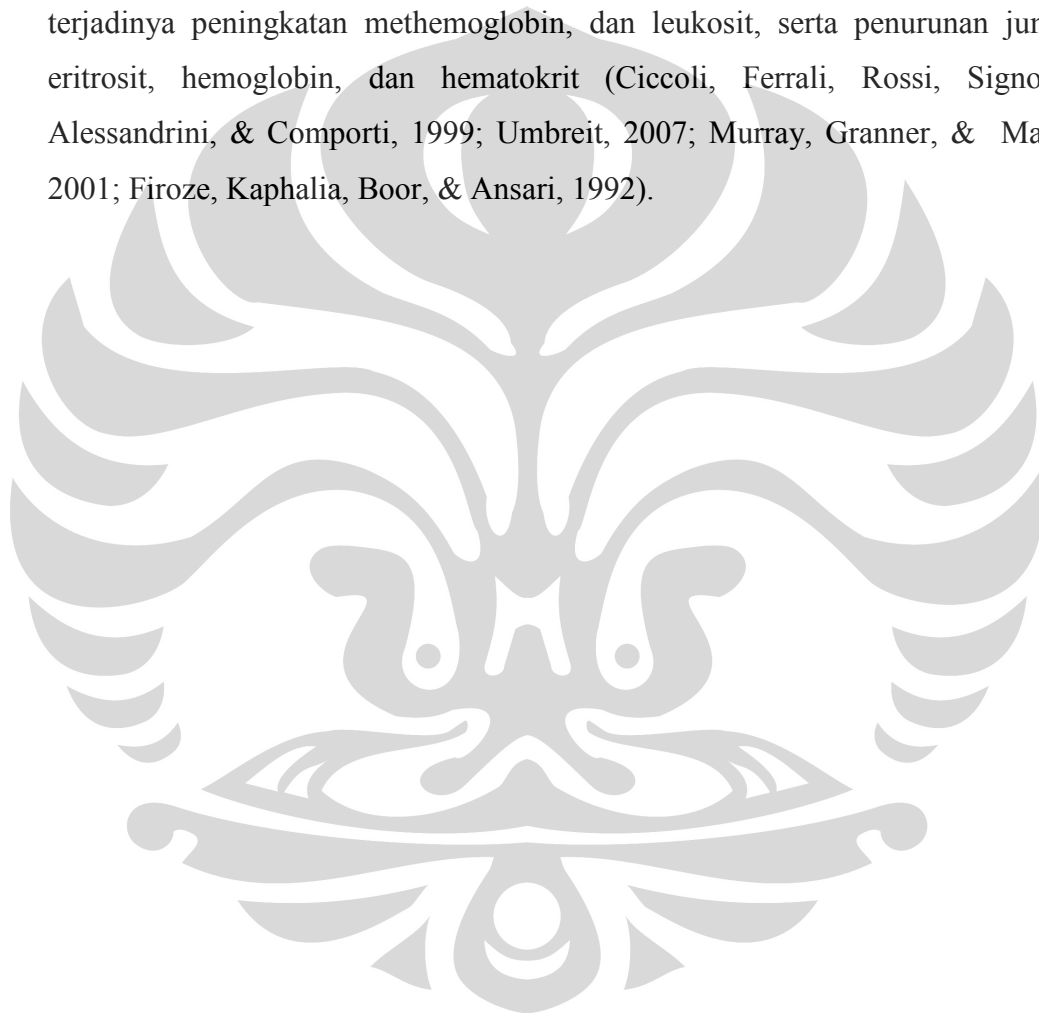 terjadinya peningkatan methemoglobin, dan leukosit, serta penurunan
eritrosit, hemoglobin, dan hematokrit (Ciccoli, Ferrali, Rossi,
Alessandrini, & Comporti, 1999; Umbreit, 2007; Murray, Granner, &
2001; Firoze, Kaphalia, Boor, & Ansari, 1992).